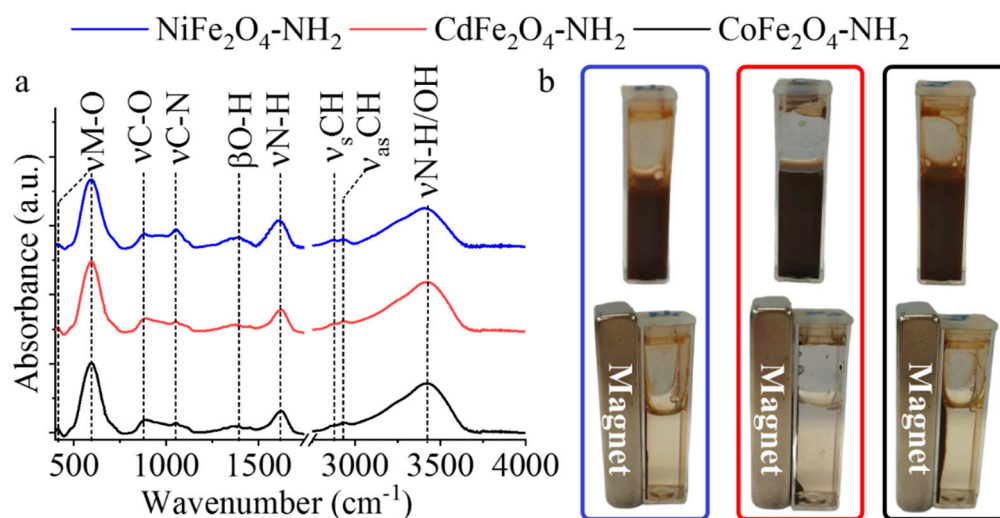 NiFe₂O₄-NH₂ CdFe₂O₄-NH₂ CoFe₂O₄-NH₂
a
b
νM-O
νC-O
νC-N
βO-H
νN-H
νₛCH
νₐₛCH
νN-H/OH
Absorbance (a.u.)
500 1000 1500 3000 3500 4000
Wavenumber (cm⁻¹)
Magnet
Magnet
Magnet